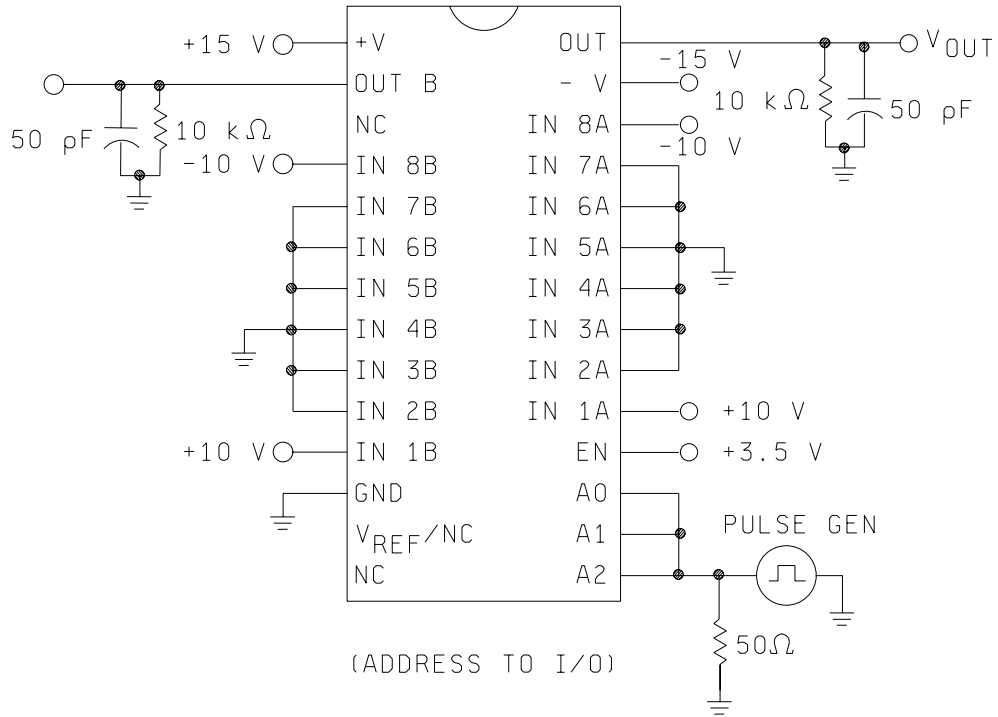 +15 V
+V
OUT
V OUT
-15 V
OUT B
- V
50 pF
10 kΩ
NC
IN 8A
10 kΩ
50 pF
-10 V
-10 V
IN 8B
IN 7A
IN 7B
IN 6A
IN 6B
IN 5A
IN 5B
IN 4A
IN 4B
IN 3A
IN 3B
IN 2A
IN 2B
IN 1A
+10 V
+10 V
IN 1B
EN
+3.5 V
GND
A0
VREF/NC
A1
PULSE GEN
NC
A2
50Ω
(ADDRESS TO I/O)